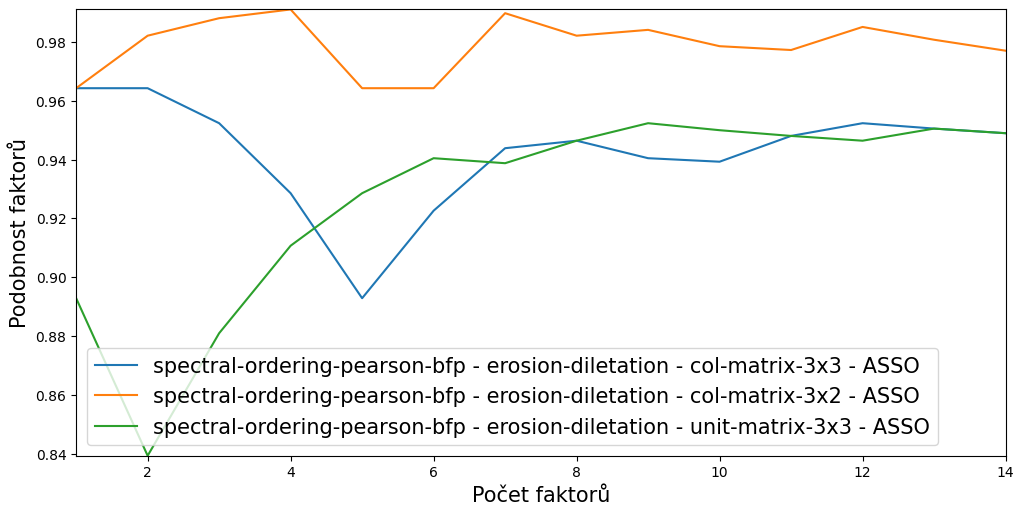 0.98
0.96
0.94
0.92
0.90
0.88
0.86
0.84
Podobnost faktorů
spectral-ordering-pearson-bfp - erosion-diletation - col-matrix-3x3 - ASSO
spectral-ordering-pearson-bfp - erosion-diletation - col-matrix-3x2 - ASSO
spectral-ordering-pearson-bfp - erosion-diletation - unit-matrix-3x3 - ASSO
2 4 6 8 10 12 14
Počet faktorů